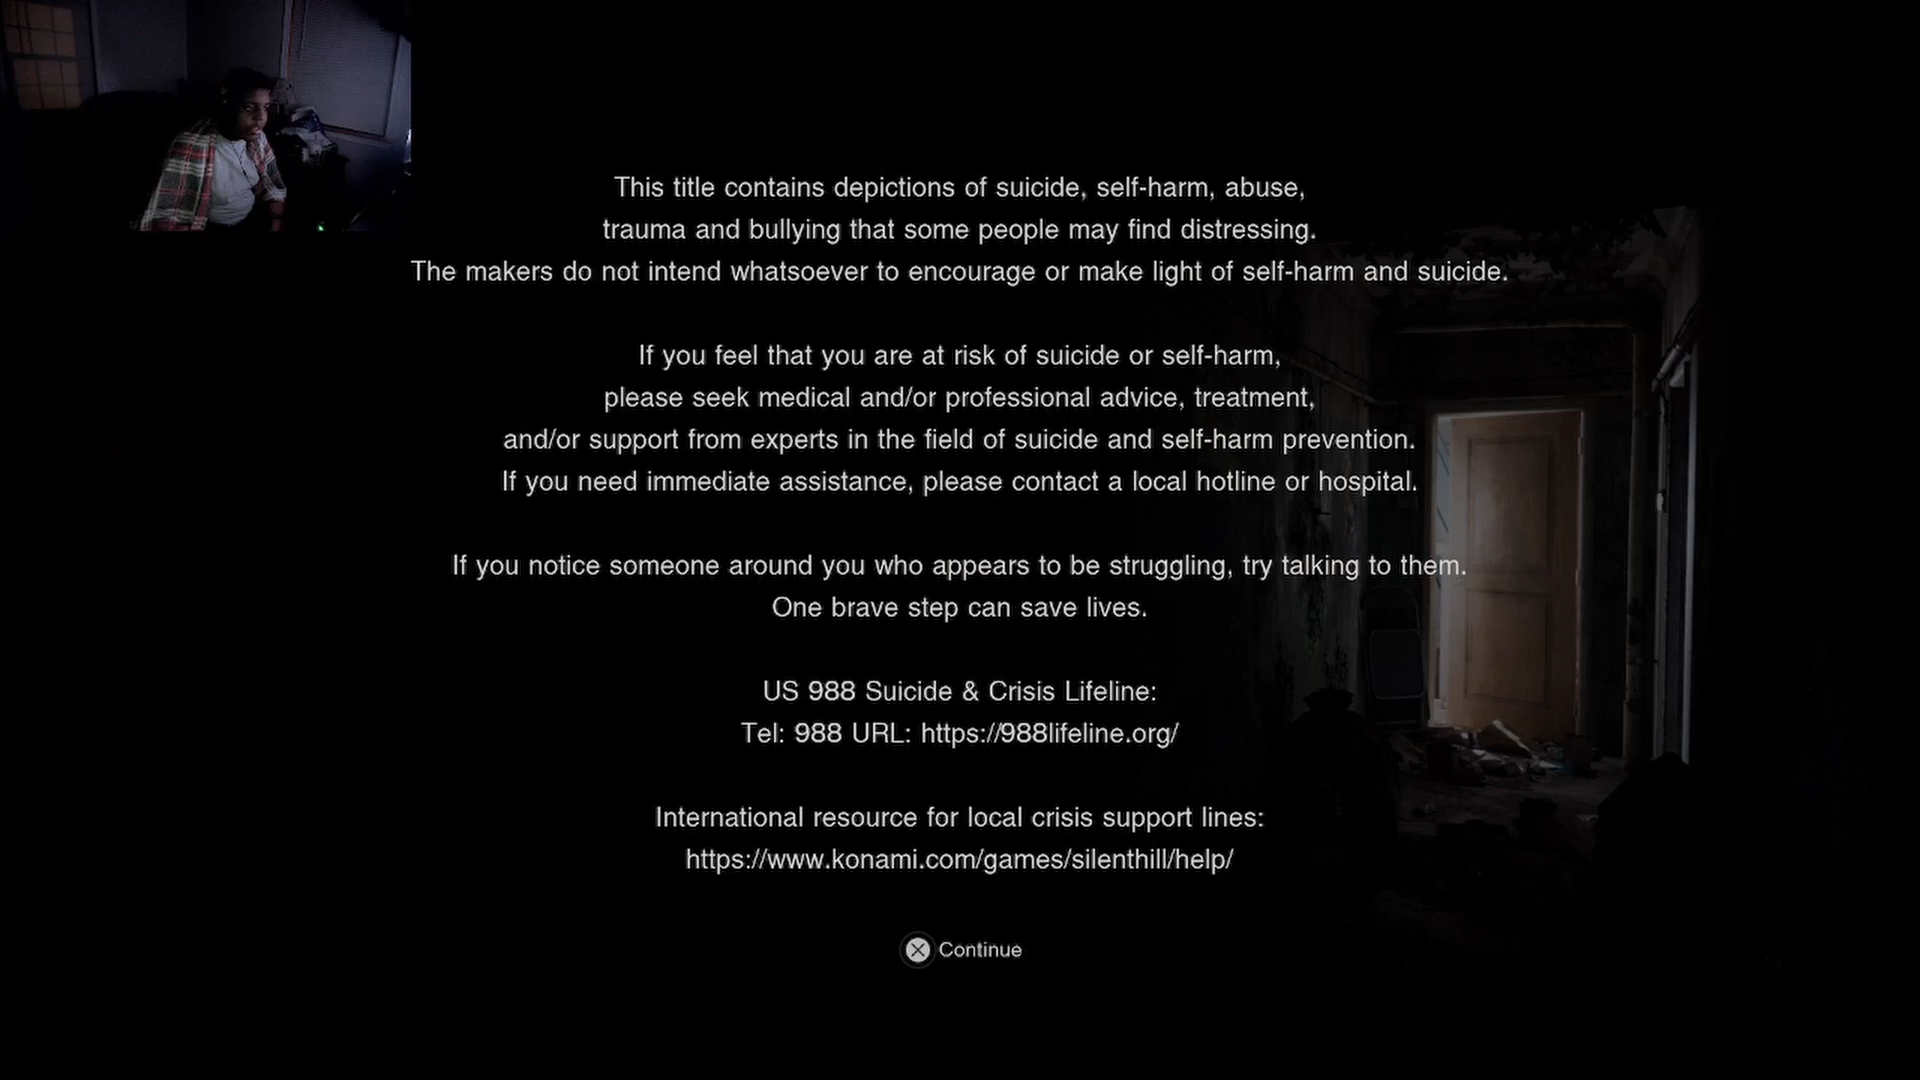 This title contains depictions of suicide, self-harm, abuse,
trauma and bullying that some people may find distressing.
The makers do not intend whatsoever to encourage or make light of self-harm and suicide.
If you feel that you are at risk of suicide or self-harm,
please seek medical and/or professional advice, treatment,
and/or support from experts in the field of suicide and self-harm prevention.
If you need immediate assistance, please contact a local hotline or hospital.
If you notice someone around you who appears to be struggling, try talking to them.
One brave step can save lives.
US 988 Suicide & Crisis Lifeline:
Tel: 988 URL: https://988lifeline.org/
International resource for local crisis support lines:
https://www.konami.com/games/silenthill/help/
Continue